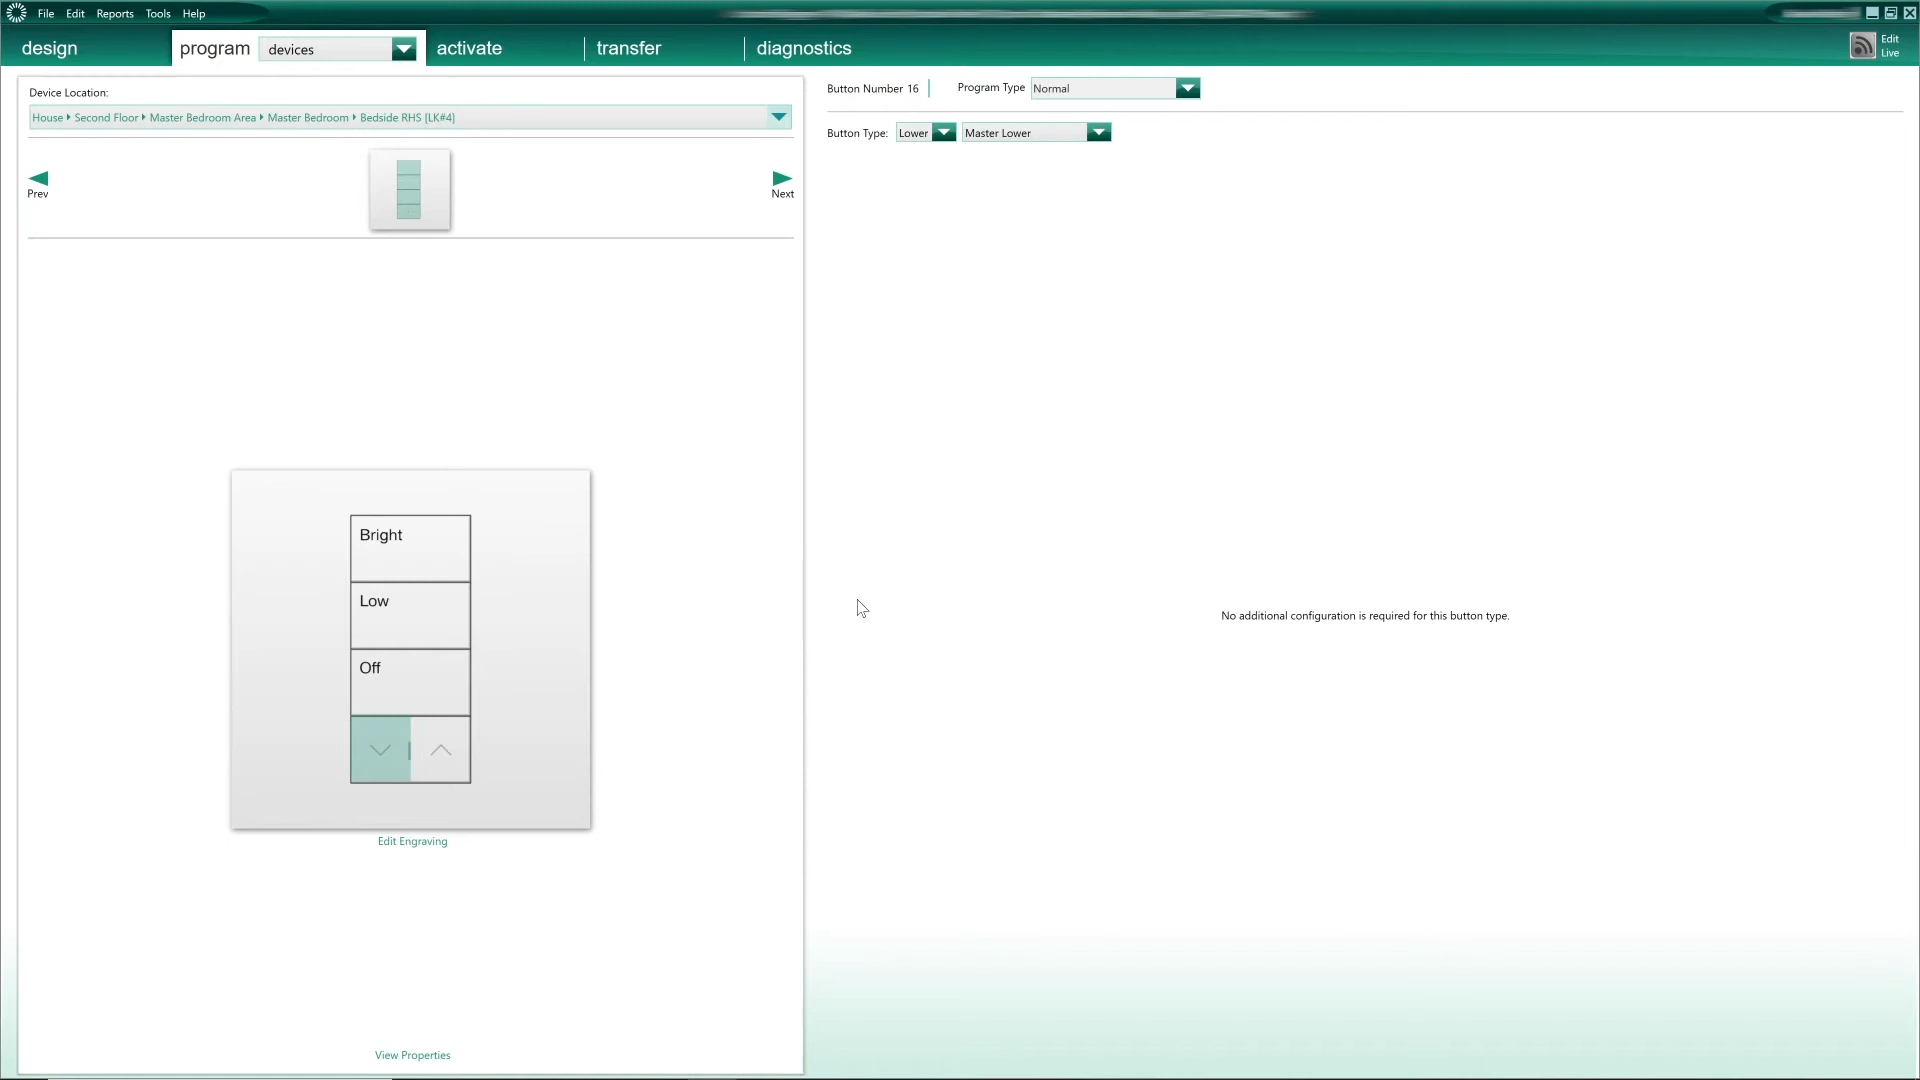 File Edit Reports Tools Help
design program devices activate transfer diagnostics
Edit
Live
Device Location:
House Second Floor Master Bedroom Area Master Bedroom Bedside RHS [LK#4]
Prev
Next
Bright
Low
Off
Edit Engraving
View Properties
Button Number 16 Program Type Normal
Button Type: Lower Master Lower
No additional configuration is required for this button type.